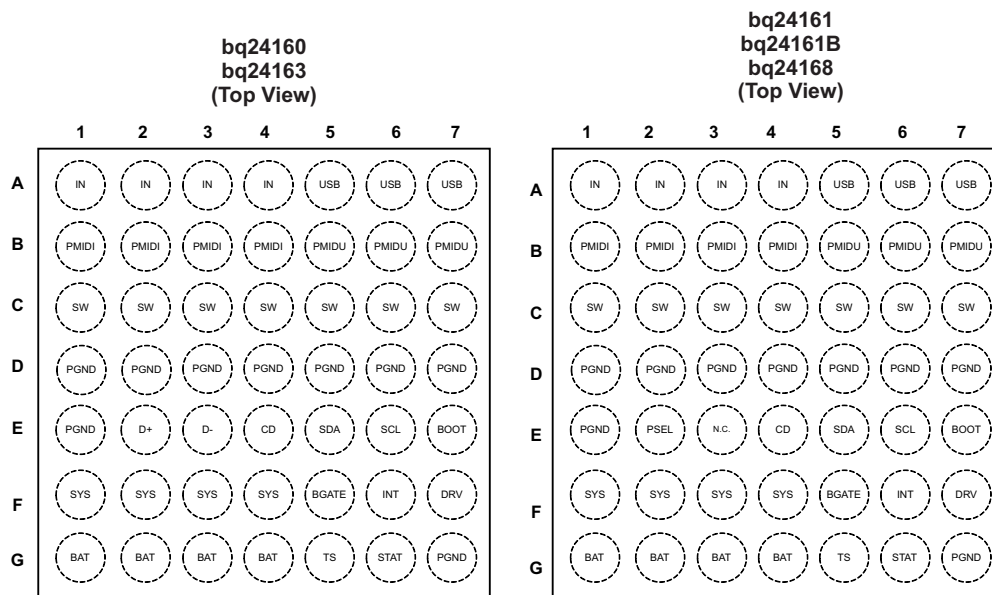 bq24160
bq24163
(Top View)
1 2 3 4 5 6 7
A IN IN IN IN USB USB USB
B PMIDI PMIDI PMIDI PMIDI PMIDU PMIDU PMIDU
C SW SW SW SW SW SW SW
D PGND PGND PGND PGND PGND PGND PGND
E PGND D+ D- CD SDA SCL BOOT
F SYS SYS SYS SYS BGATE INT DRV
G BAT BAT BAT BAT TS STAT PGND
bq24161
bq24161B
bq24168
(Top View)
1 2 3 4 5 6 7
A IN IN IN IN USB USB USB
B PMIDI PMIDI PMIDI PMIDI PMIDU PMIDU PMIDU
C SW SW SW SW SW SW SW
D PGND PGND PGND PGND PGND PGND PGND
E PGND PSEL N.C. CD SDA SCL BOOT
F SYS SYS SYS SYS BGATE INT DRV
G BAT BAT BAT BAT TS STAT PGND